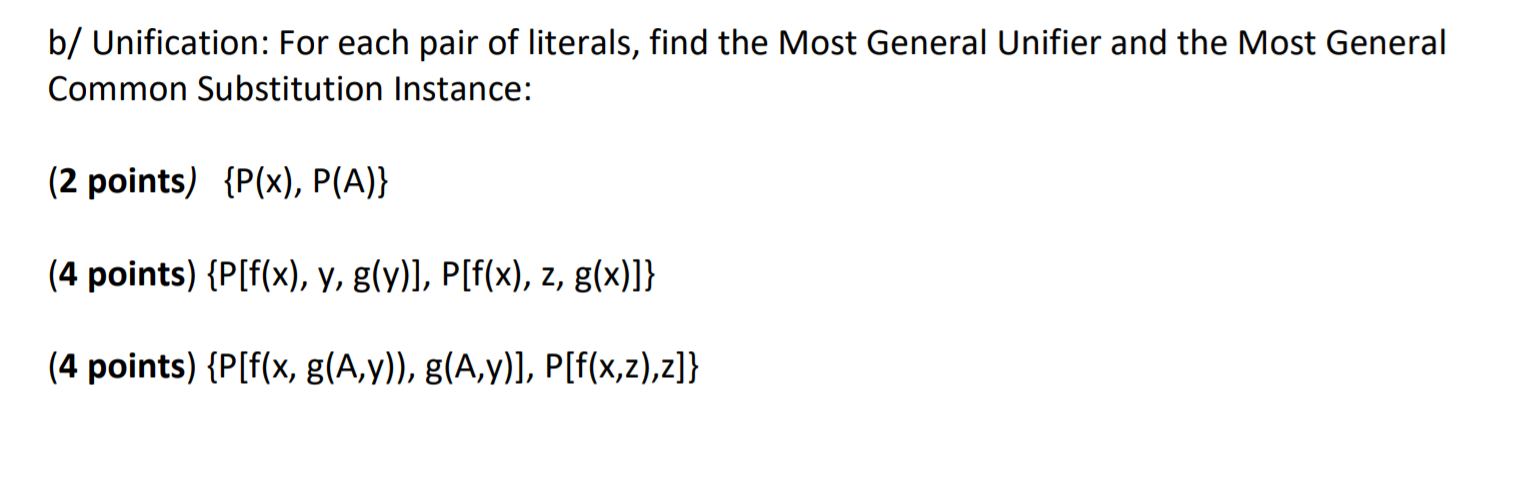 b/ Unification: For each pair of literals, find the Most General Unifier and the Most General
Common Substitution Instance:
(2 points) {P(x), P(A)}
(4 points) {P[f(x), y, g(y)], P[f(x), z, g(x)]}
(4 points) {P[f(x, g(A,y)), g(A,y)], P[f(x,z),z]}